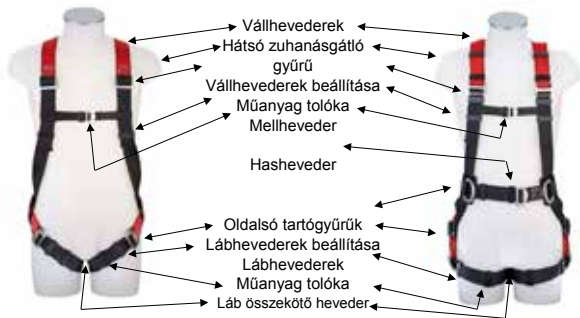 Vállhevederek
Hátsó zuhanásgátló
gyűrű
Vállhevederek beállítása
Műanyag tolóka
Mellheveder
Hasheveder
Oldalsó tartógyűrűk
Lábhevederek beállítása
Lábhevederek
Műanyag tolóka
Láb összekötő heveder